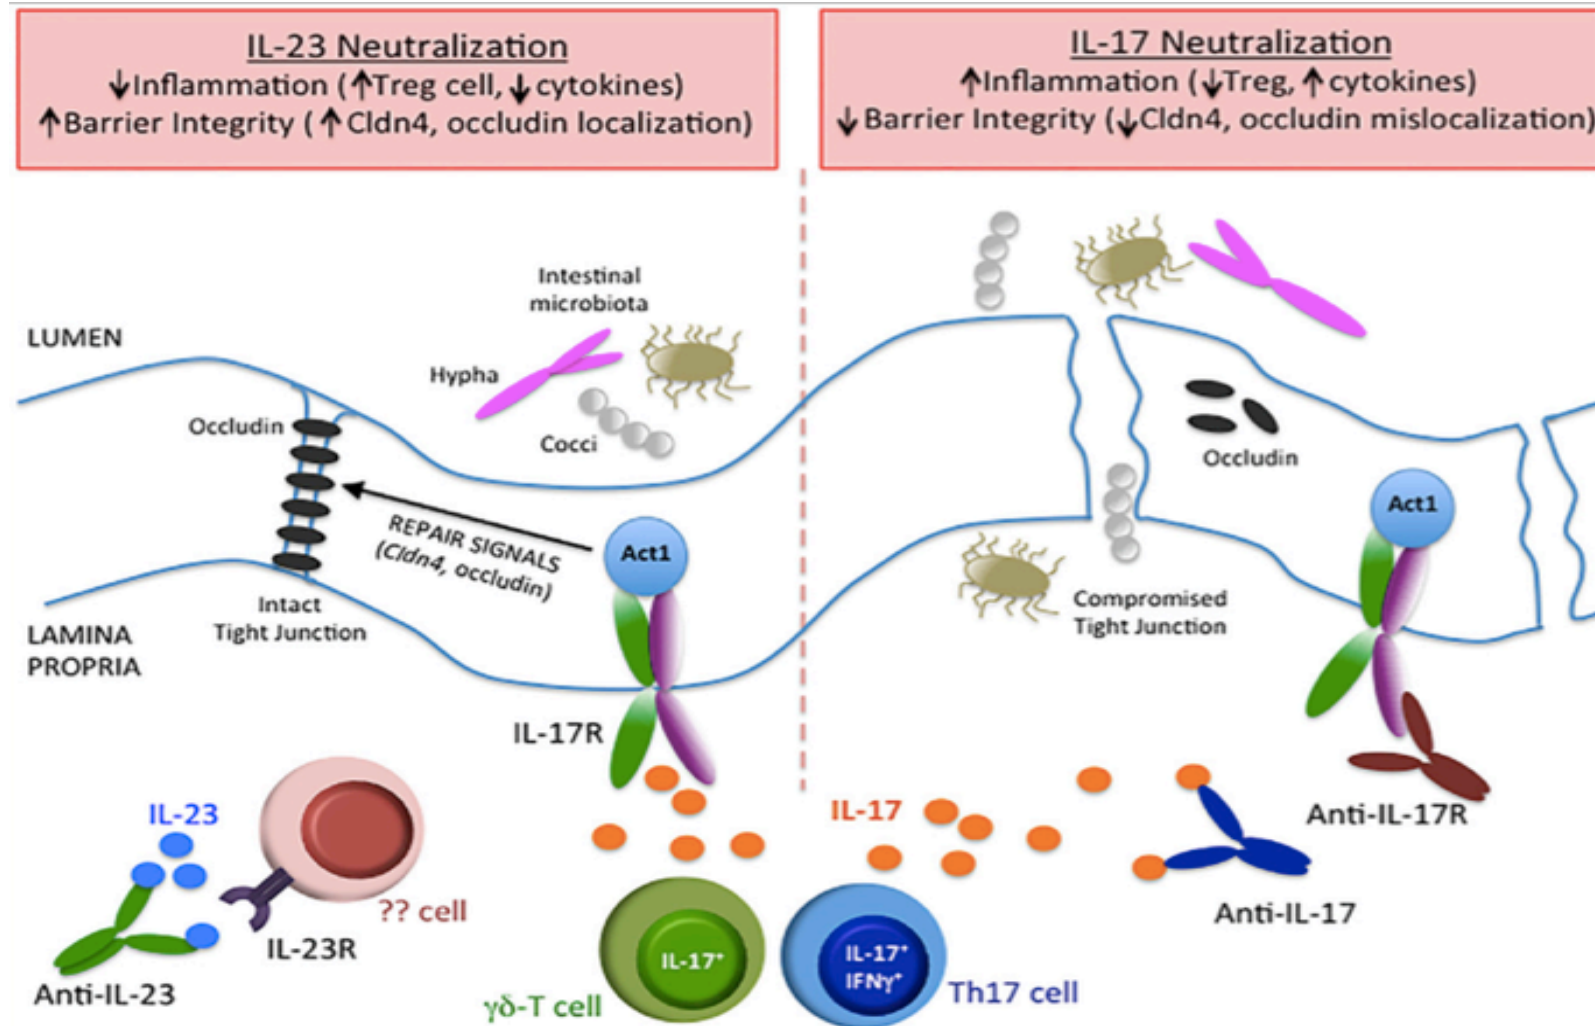 IL-23 Neutralization
↓Inflammation (↑Treg cell, ↓ cytokines)
↑Barrier Integrity (↑Cldn4, occludin localization)
IL-17 Neutralization
↑Inflammation (↓Treg, ↑ cytokines)
↓ Barrier Integrity (↓Cldn4, occludin mislocalization)
LUMEN
Intestinal
microbiota
Hypha
Cocci
Occludin
REPAIR SIGNALS
(Cldn4, occludin)
Act1
Intact
Tight Junction
LAMINA
PROPRIA
IL-17R
IL-23
?? cell
IL-23R
Anti-IL-23
IL-17⁺
γδ-T cell
Occludin
Act1
Compromised
Tight Junction
IL-17
Anti-IL-17R
Anti-IL-17
IL-17⁺
IFNγ⁺
Th17 cell